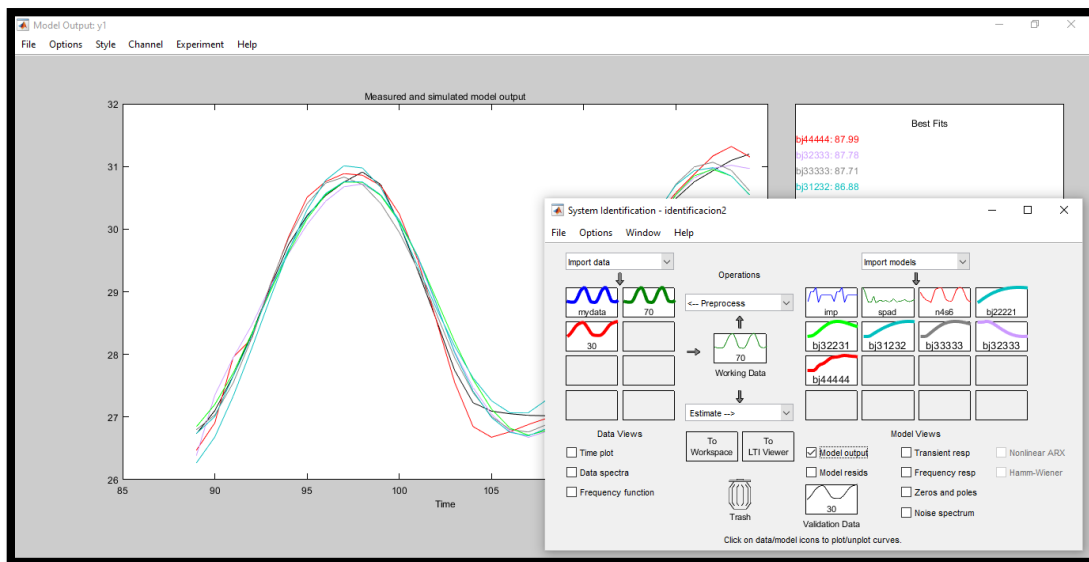 Model Output: y1
File Options Style Channel Experiment Help
Measured and simulated model output
32
31
30
29
28
27
26
85
90
95
100
105
Time
Best Fits
bj44444: 87.99
bj32333: 87.78
bj33333: 87.71
bj31232: 86.88
System Identification - identificacion2
File Options Window Help
Import data
Operations
Import models
mydata
70
<-- Preprocess
imp
spad
n4s6
bj22221
30
70
Working Data
bj32231
bj31232
bj33333
bj32333
bj44444
Estimate -->
Data Views
To Workspace
To LTI Viewer
Model Views
Time plot
Data spectra
Frequency function
Trash
Model output
Model resids
30
Validation Data
Transient resp
Frequency resp
Zeros and poles
Noise spectrum
Nonlinear ARX
Hamm-Wiener
Click on data/model icons to plot/unplot curves.